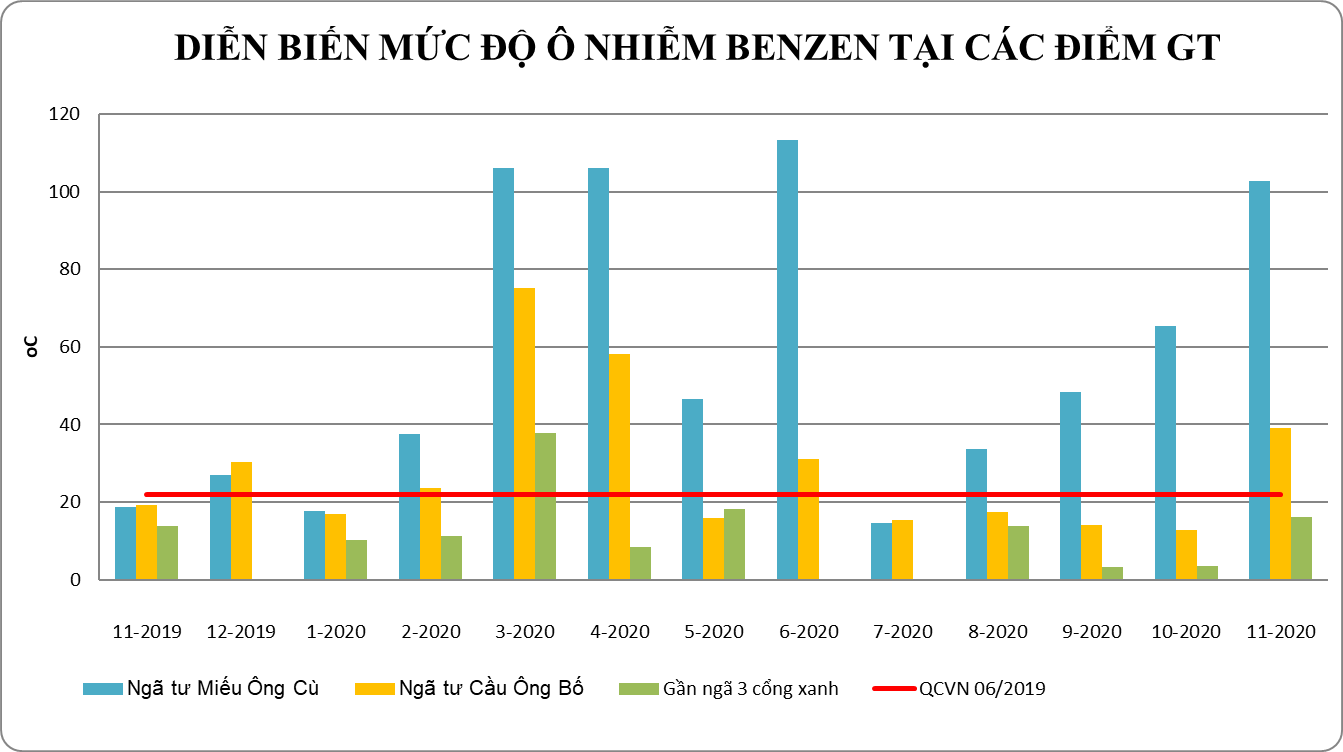 DIỄN BIẾN MỨC ĐỘ Ô NHIỄM BENZEN TẠI CÁC ĐIỂM GT
120
100
80
60
40
20
0
oC
11-2019 12-2019 1-2020 2-2020 3-2020 4-2020 5-2020 6-2020 7-2020 8-2020 9-2020 10-2020 11-2020
Ngã tư Miếu Ông Cù Ngã tư Cầu Ông Bố Gần ngã 3 cổng xanh QCVN 06/2019